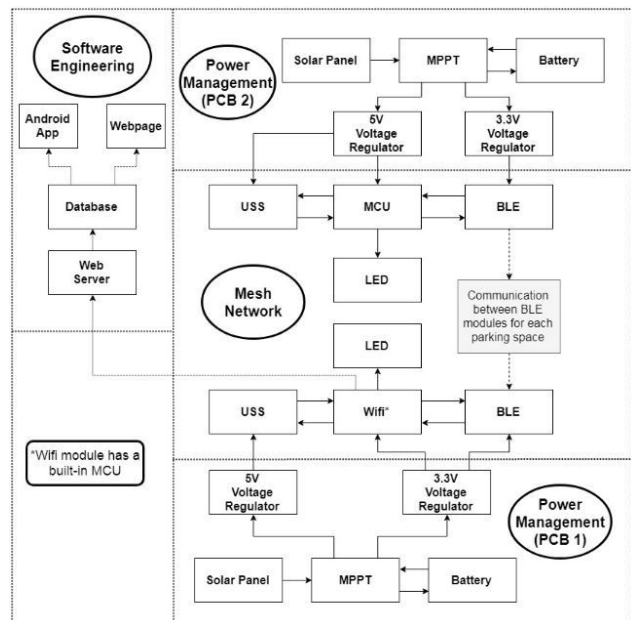 Software
Engineering
Android
App
Webpage
Database
Web
Server
*Wifi module has a
built-in MCU
Power
Management
(PCB 2)
Solar Panel
MPPT
Battery
5V
Voltage
Regulator
3.3V
Voltage
Regulator
USS
MCU
BLE
LED
Mesh
Network
Communication
between BLE
modules for each
parking space
LED
USS
Wifi*
BLE
5V
Voltage
Regulator
3.3V
Voltage
Regulator
Power
Management
(PCB 1)
Solar Panel
MPPT
Battery